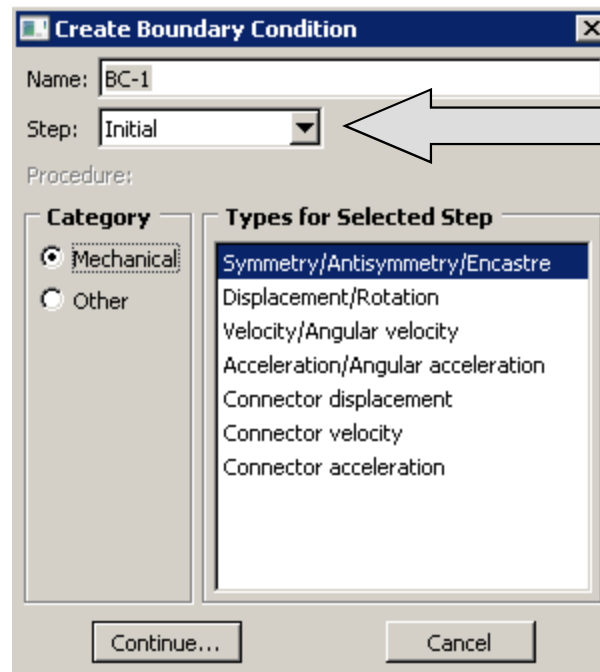 Create Boundary Condition
Name: BC-1
Step: Initial
Procedure:
Category
Mechanical
Other
Types for Selected Step
Symmetry/Antisymmetry/Encastre
Displacement/Rotation
Velocity/Angular velocity
Acceleration/Angular acceleration
Connector displacement
Connector velocity
Connector acceleration
Continue... Cancel